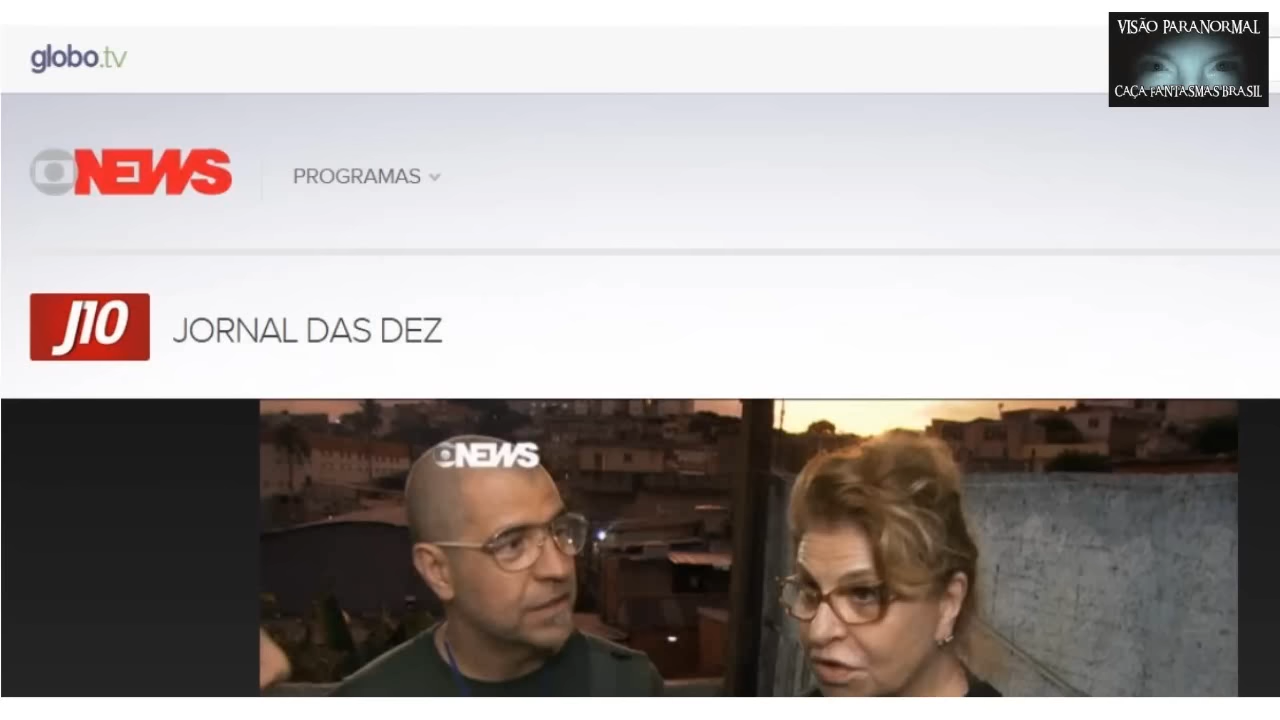 globo.tv
VISÃO PARANORMAL
CAÇA FANTASMAS BRASIL
NEWS
PROGRAMAS
J10
JORNAL DAS DEZ
NEWS